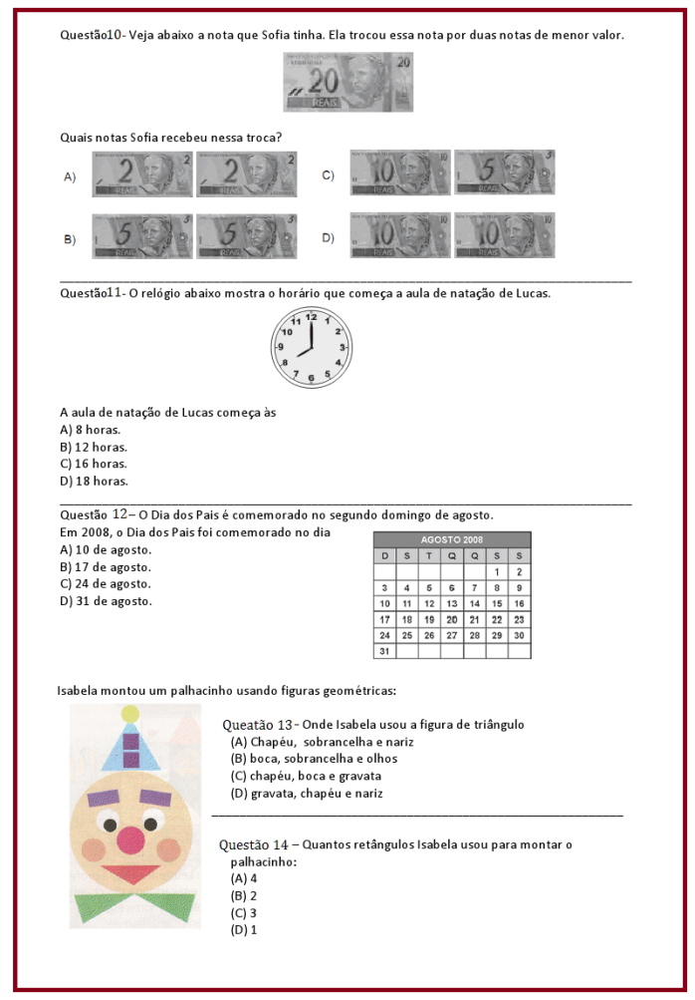 Questão10- Veja abaixo a nota que Sofia tinha. Ela trocou essa nota por duas notas de menor valor.
20 20
REAIS
Quais notas Sofia recebeu nessa troca?
A) 2 2 REAIS 2 2 REAIS
C) 10 10 REAIS 5 5 REAIS
B) 5 5 REAIS 5 5 REAIS
D) 10 10 REAIS 10 10 REAIS
Questão11- O relógio abaixo mostra o horário que começa a aula de natação de Lucas.
12 1 2 3 4 5 6 7 8 9 10 11
A aula de natação de Lucas começa às
A) 8 horas.
B) 12 horas.
C) 16 horas.
D) 18 horas.
Questão 12– O Dia dos Pais é comemorado no segundo domingo de agosto.
Em 2008, o Dia dos Pais foi comemorado no dia
A) 10 de agosto.
B) 17 de agosto.
C) 24 de agosto.
D) 31 de agosto.
AGOSTO 2008
D S T Q Q S S
1 2
3 4 5 6 7 8 9
10 11 12 13 14 15 16
17 18 19 20 21 22 23
24 25 26 27 28 29 30
31
Isabela montou um palhacinho usando figuras geométricas:
Queatão 13- Onde Isabela usou a figura de triângulo
(A) Chapéu, sobrancelha e nariz
(B) boca, sobrancelha e olhos
(C) chapéu, boca e gravata
(D) gravata, chapéu e nariz
Questão 14 – Quantos retângulos Isabela usou para montar o
palhacinho:
(A) 4
(B) 2
(C) 3
(D) 1